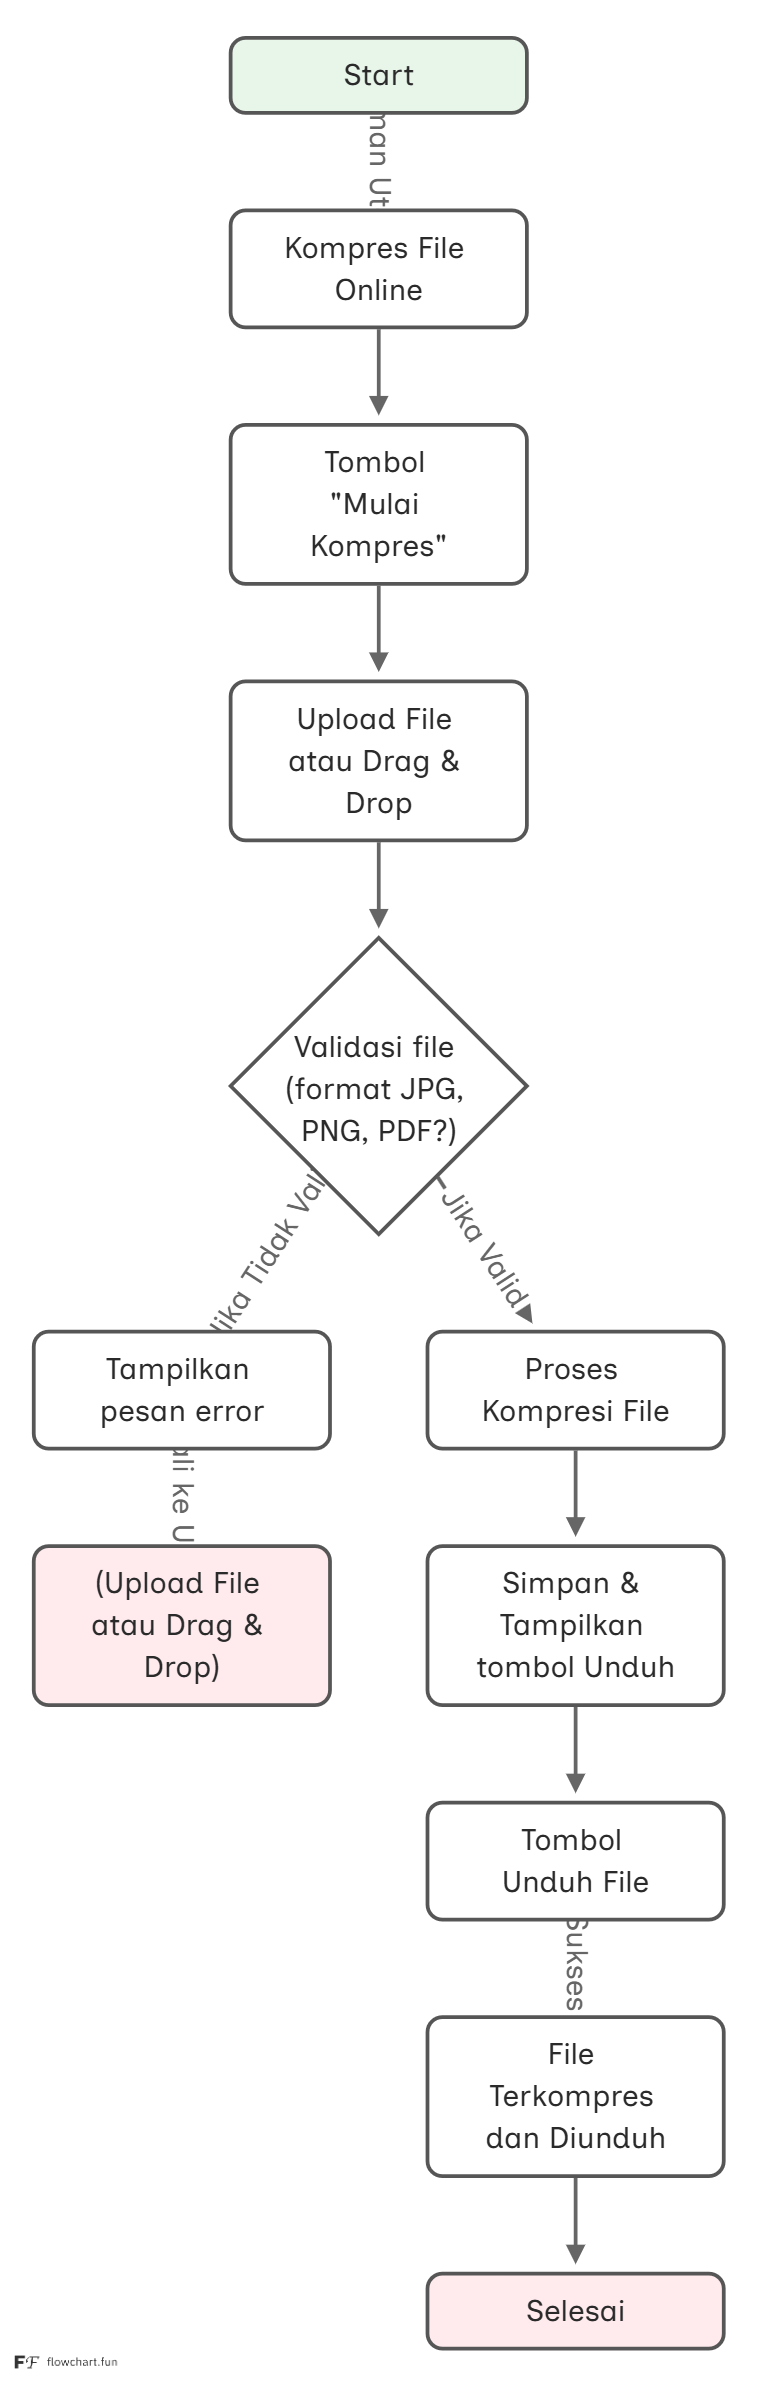 Start
man Ut
Kompres File
Online
Tombol
"Mulai
Kompres"
Upload File
atau Drag &
Drop
Validasi file
(format JPG,
PNG, PDF?)
Jika Tidak Vali
Jika Valid
Tampilkan
pesan error
Proses
Kompresi File
ali ke U
(Upload File
atau Drag &
Drop)
Simpan &
Tampilkan
tombol Unduh
Tombol
Unduh File
Sukses
File
Terkompres
dan Diunduh
Selesai
FF flowchart.fun